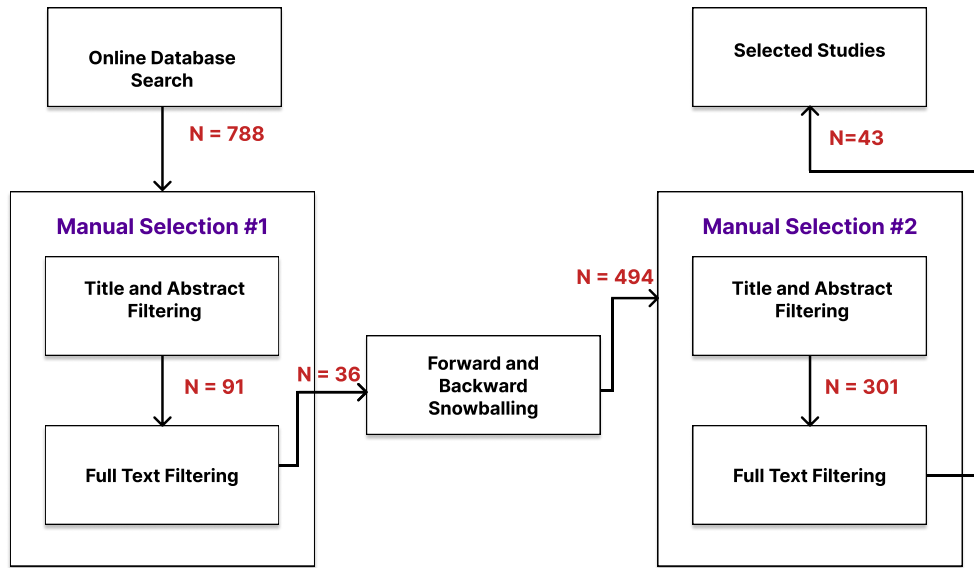 Online Database
Search
N = 788
Manual Selection #1
Title and Abstract
Filtering
N = 91
Full Text Filtering
N = 36
Forward and
Backward
Snowballing
N = 494
Manual Selection #2
Title and Abstract
Filtering
N = 301
Full Text Filtering
N=43
Selected Studies